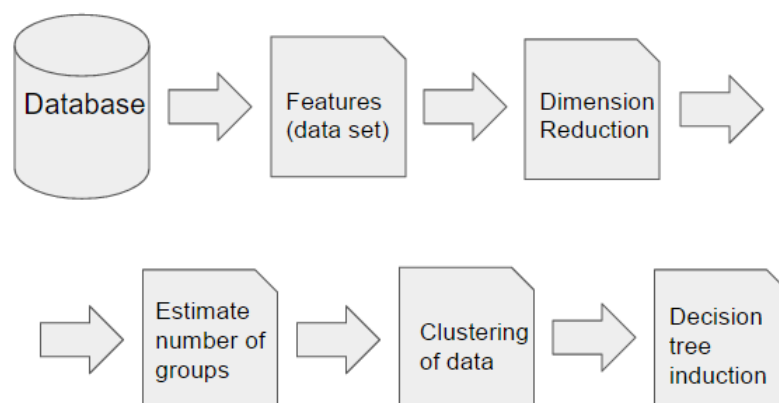 Database
Features
(data set)
Dimension
Reduction
Estimate
number of
groups
Clustering
of data
Decision
tree
induction